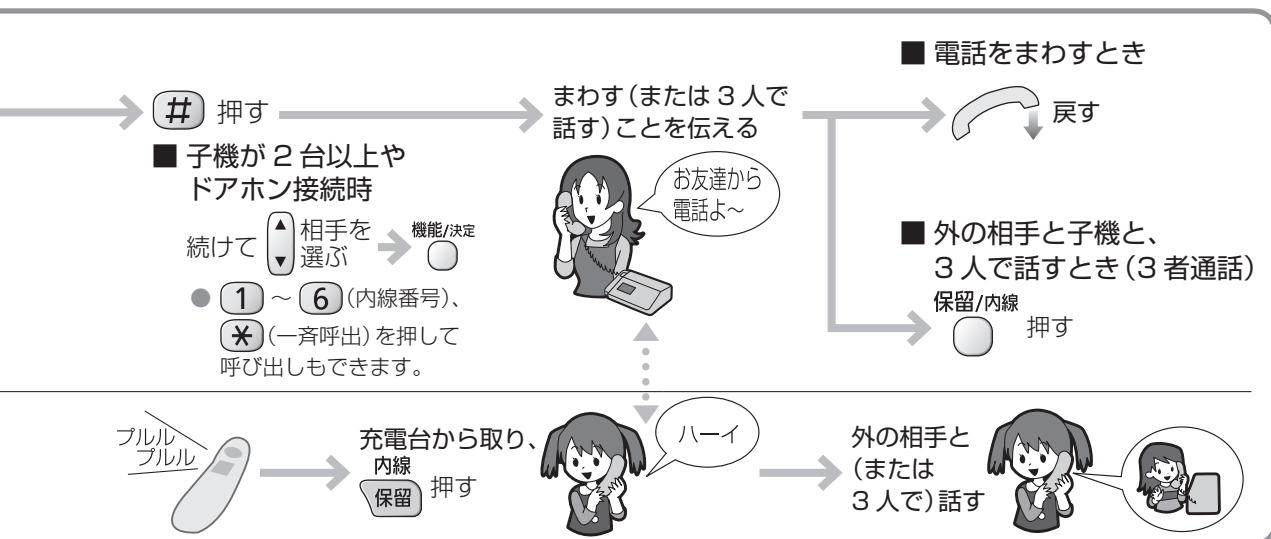 # 押す
■ 子機が 2 台以上や
ドアホン接続時
続けて ▲▼ 相手を
選ぶ
機能/決定
● 1 ~ 6 (内線番号)、
* (一斉呼出) を押して
呼び出しもできます。
まわす (または 3 人で
話す) ことを伝える
お友達から
電話よ～
■ 電話をまわすとき
戻す
■ 外の相手と子機と、
3 人で話すとき (3 者通話)
保留/内線
押す
プルル
プルル
充電台から取り、
内線
保留 押す
ハーイ
外の相手と
(または
3 人で) 話す